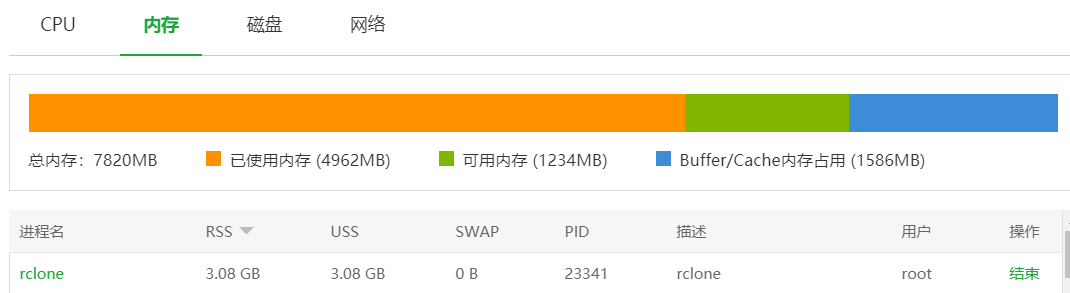 CPU 内存 磁盘 网络
总内存：7820MB 已使用内存 (4962MB) 可用内存 (1234MB) Buffer/Cache内存占用 (1586MB)
进程名 RSS USS SWAP PID 描述 用户 操作
rclone 3.08 GB 3.08 GB 0 B 23341 rclone root 结束